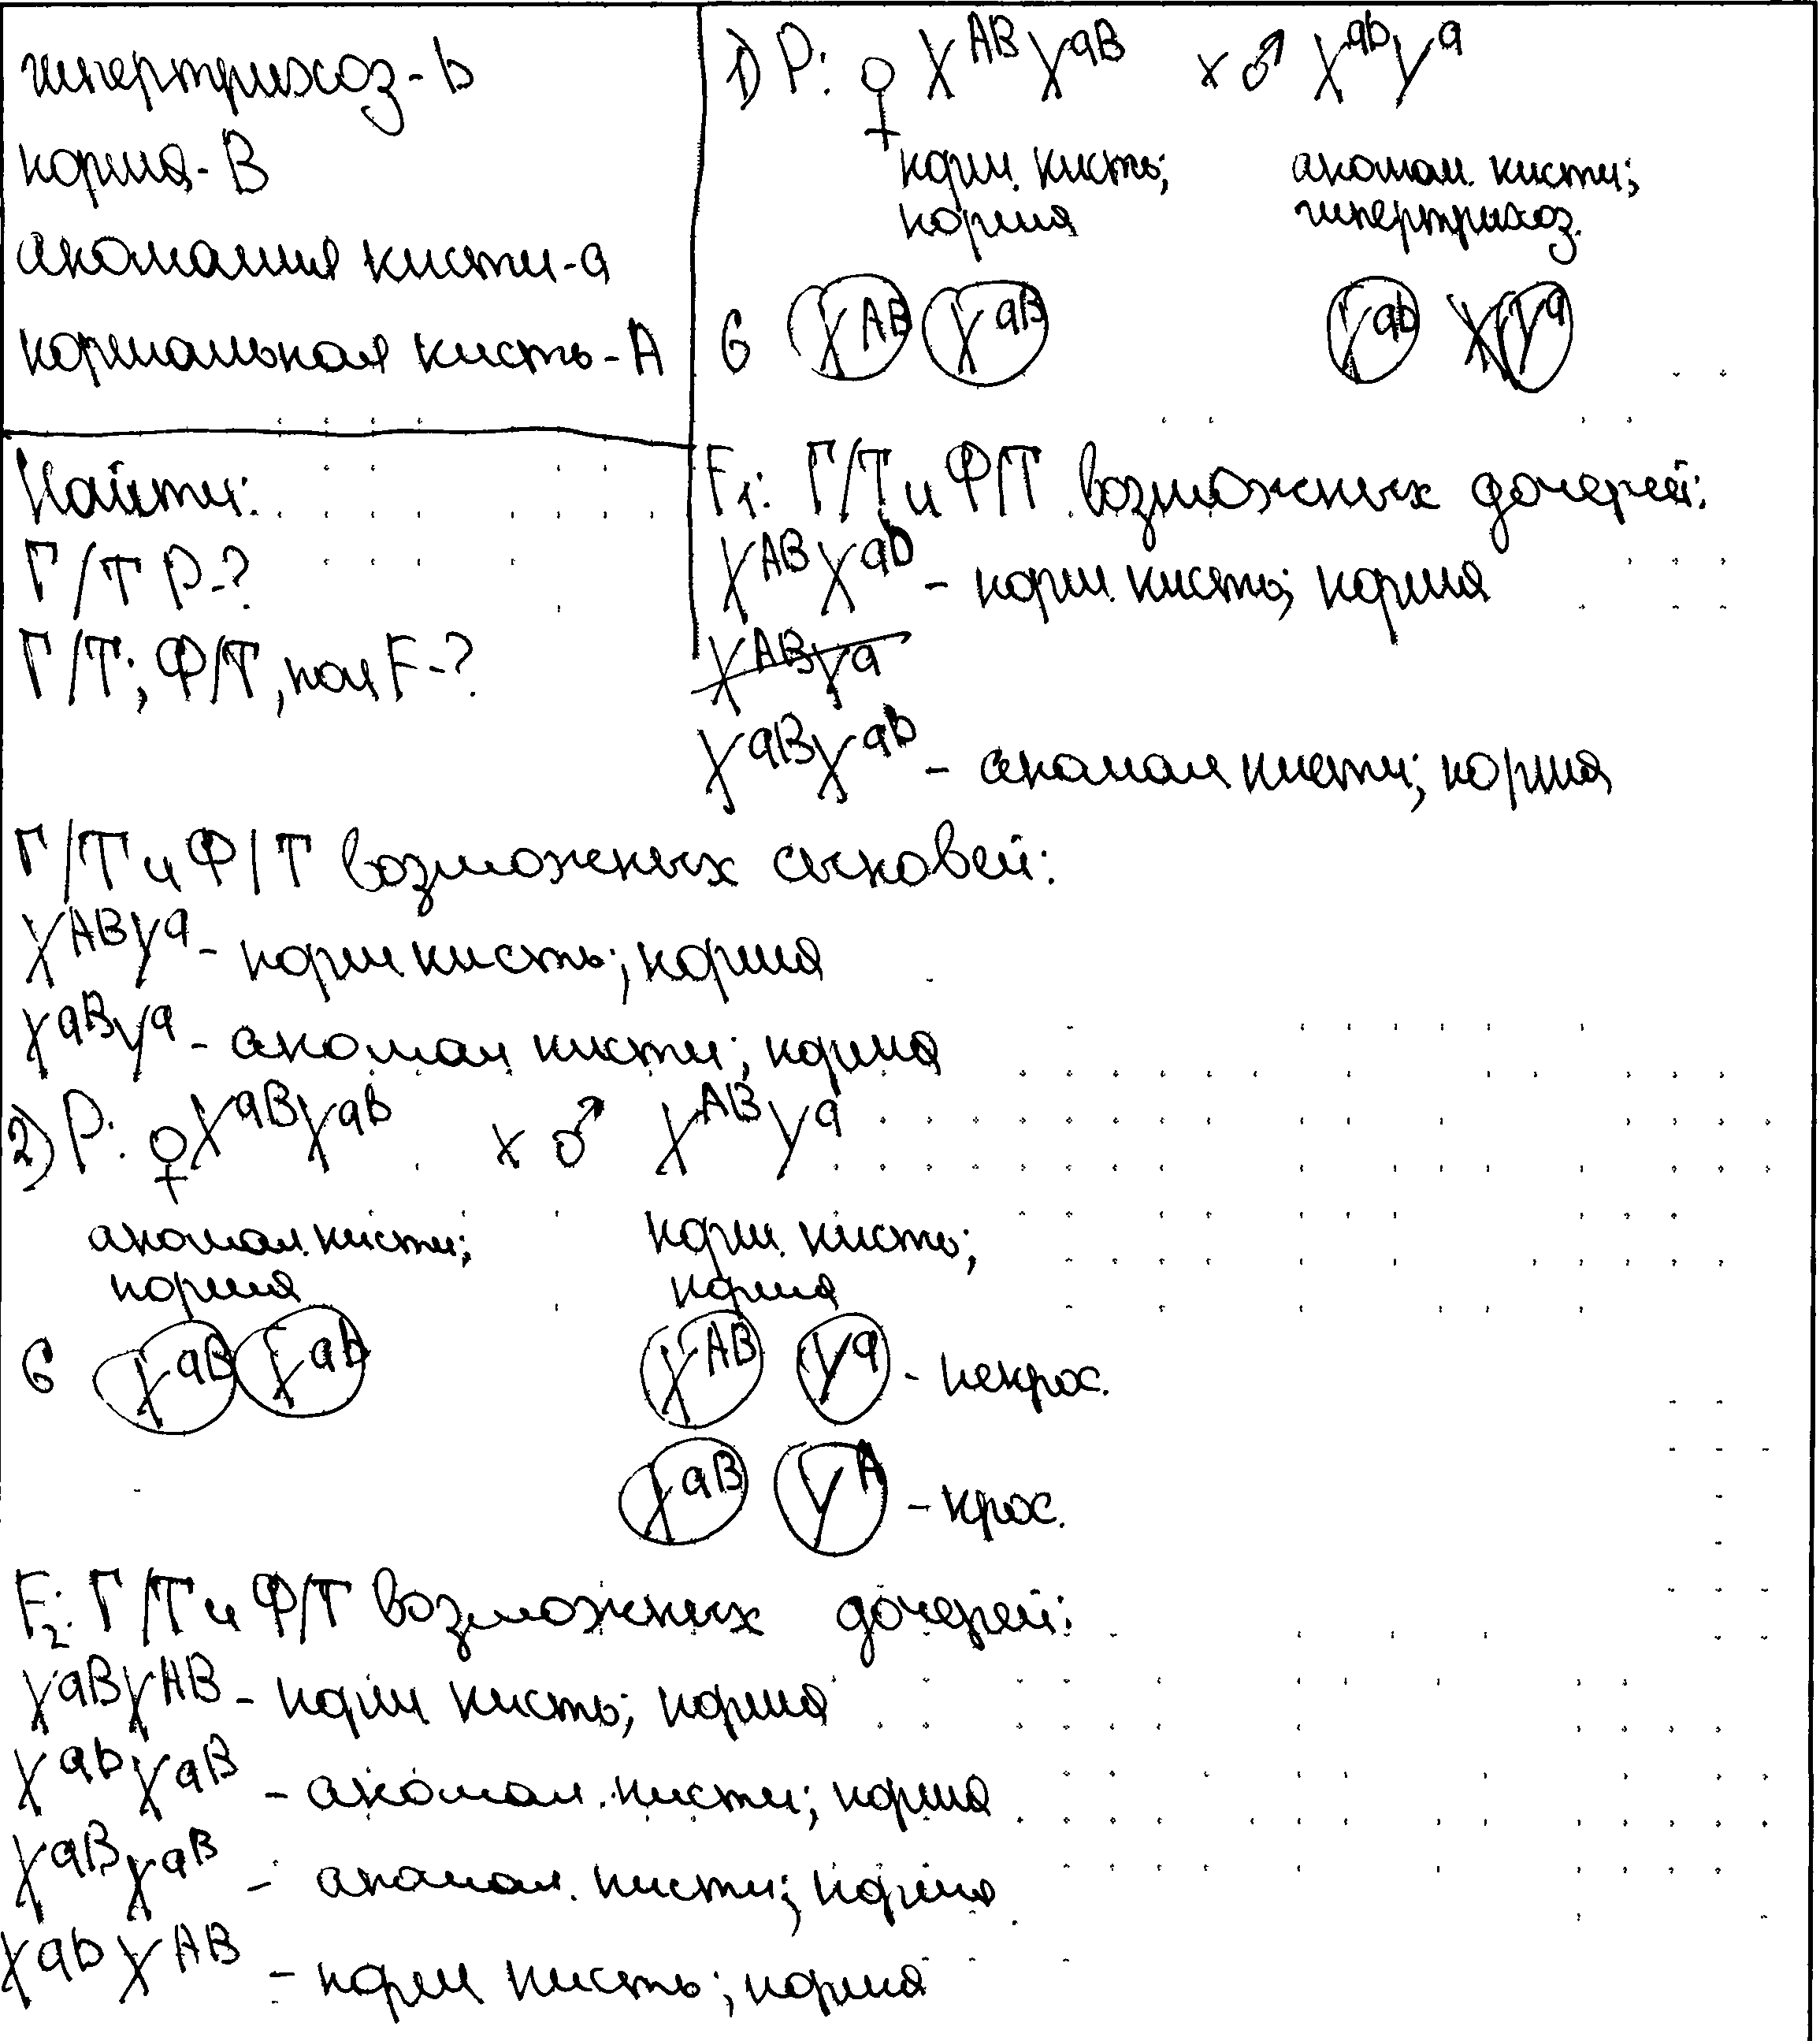 гипертрихоз - b
норма - B
аномалия кисти - a
нормальная кисть - A
Найти:
Г/Т P - ?
Г/Т; Ф/Т, пол F - ?
1) P: ♀ X^AB X^aB x ♂ X^ab Y^a
норм. кисть; аномал. кисти;
норма гипертрихоз.
G X^AB X^aB X^ab Y^a
F1: Г/Т и Ф/Т возможных дочерей:
X^AB X^ab - норм. кисть; норма
X^AB Y^a
X^aB X^ab - аномал кисти; норма
Г/Т и Ф/Т возможных сыновей:
X^AB Y^a - норм кисть; норма
X^aB Y^a - аномал кисти; норма
2) P: ♀ X^aB X^ab x ♂ X^AB Y^a
аномал. кисти; норм. кисть;
норма норма
G X^aB X^ab X^AB Y^a - некрос.
X^aB Y^A - крос.
F2: Г/Т и Ф/Т возможных дочерей:
X^aB X^AB - норм кисть; норма
X^ab X^aB - аномал. кисти; норма
X^aB X^aB - аномал. кисти; норма
X^ab X^AB - норм кисть; норма